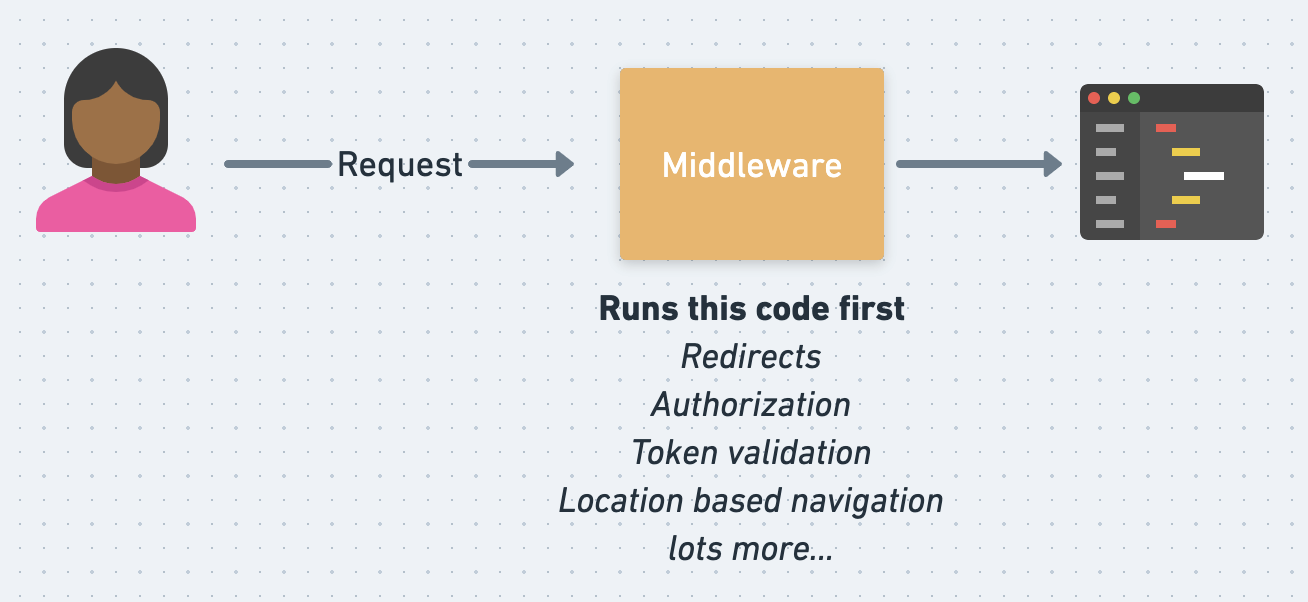 Request
Middleware
Runs this code first
Redirects
Authorization
Token validation
Location based navigation
lots more...